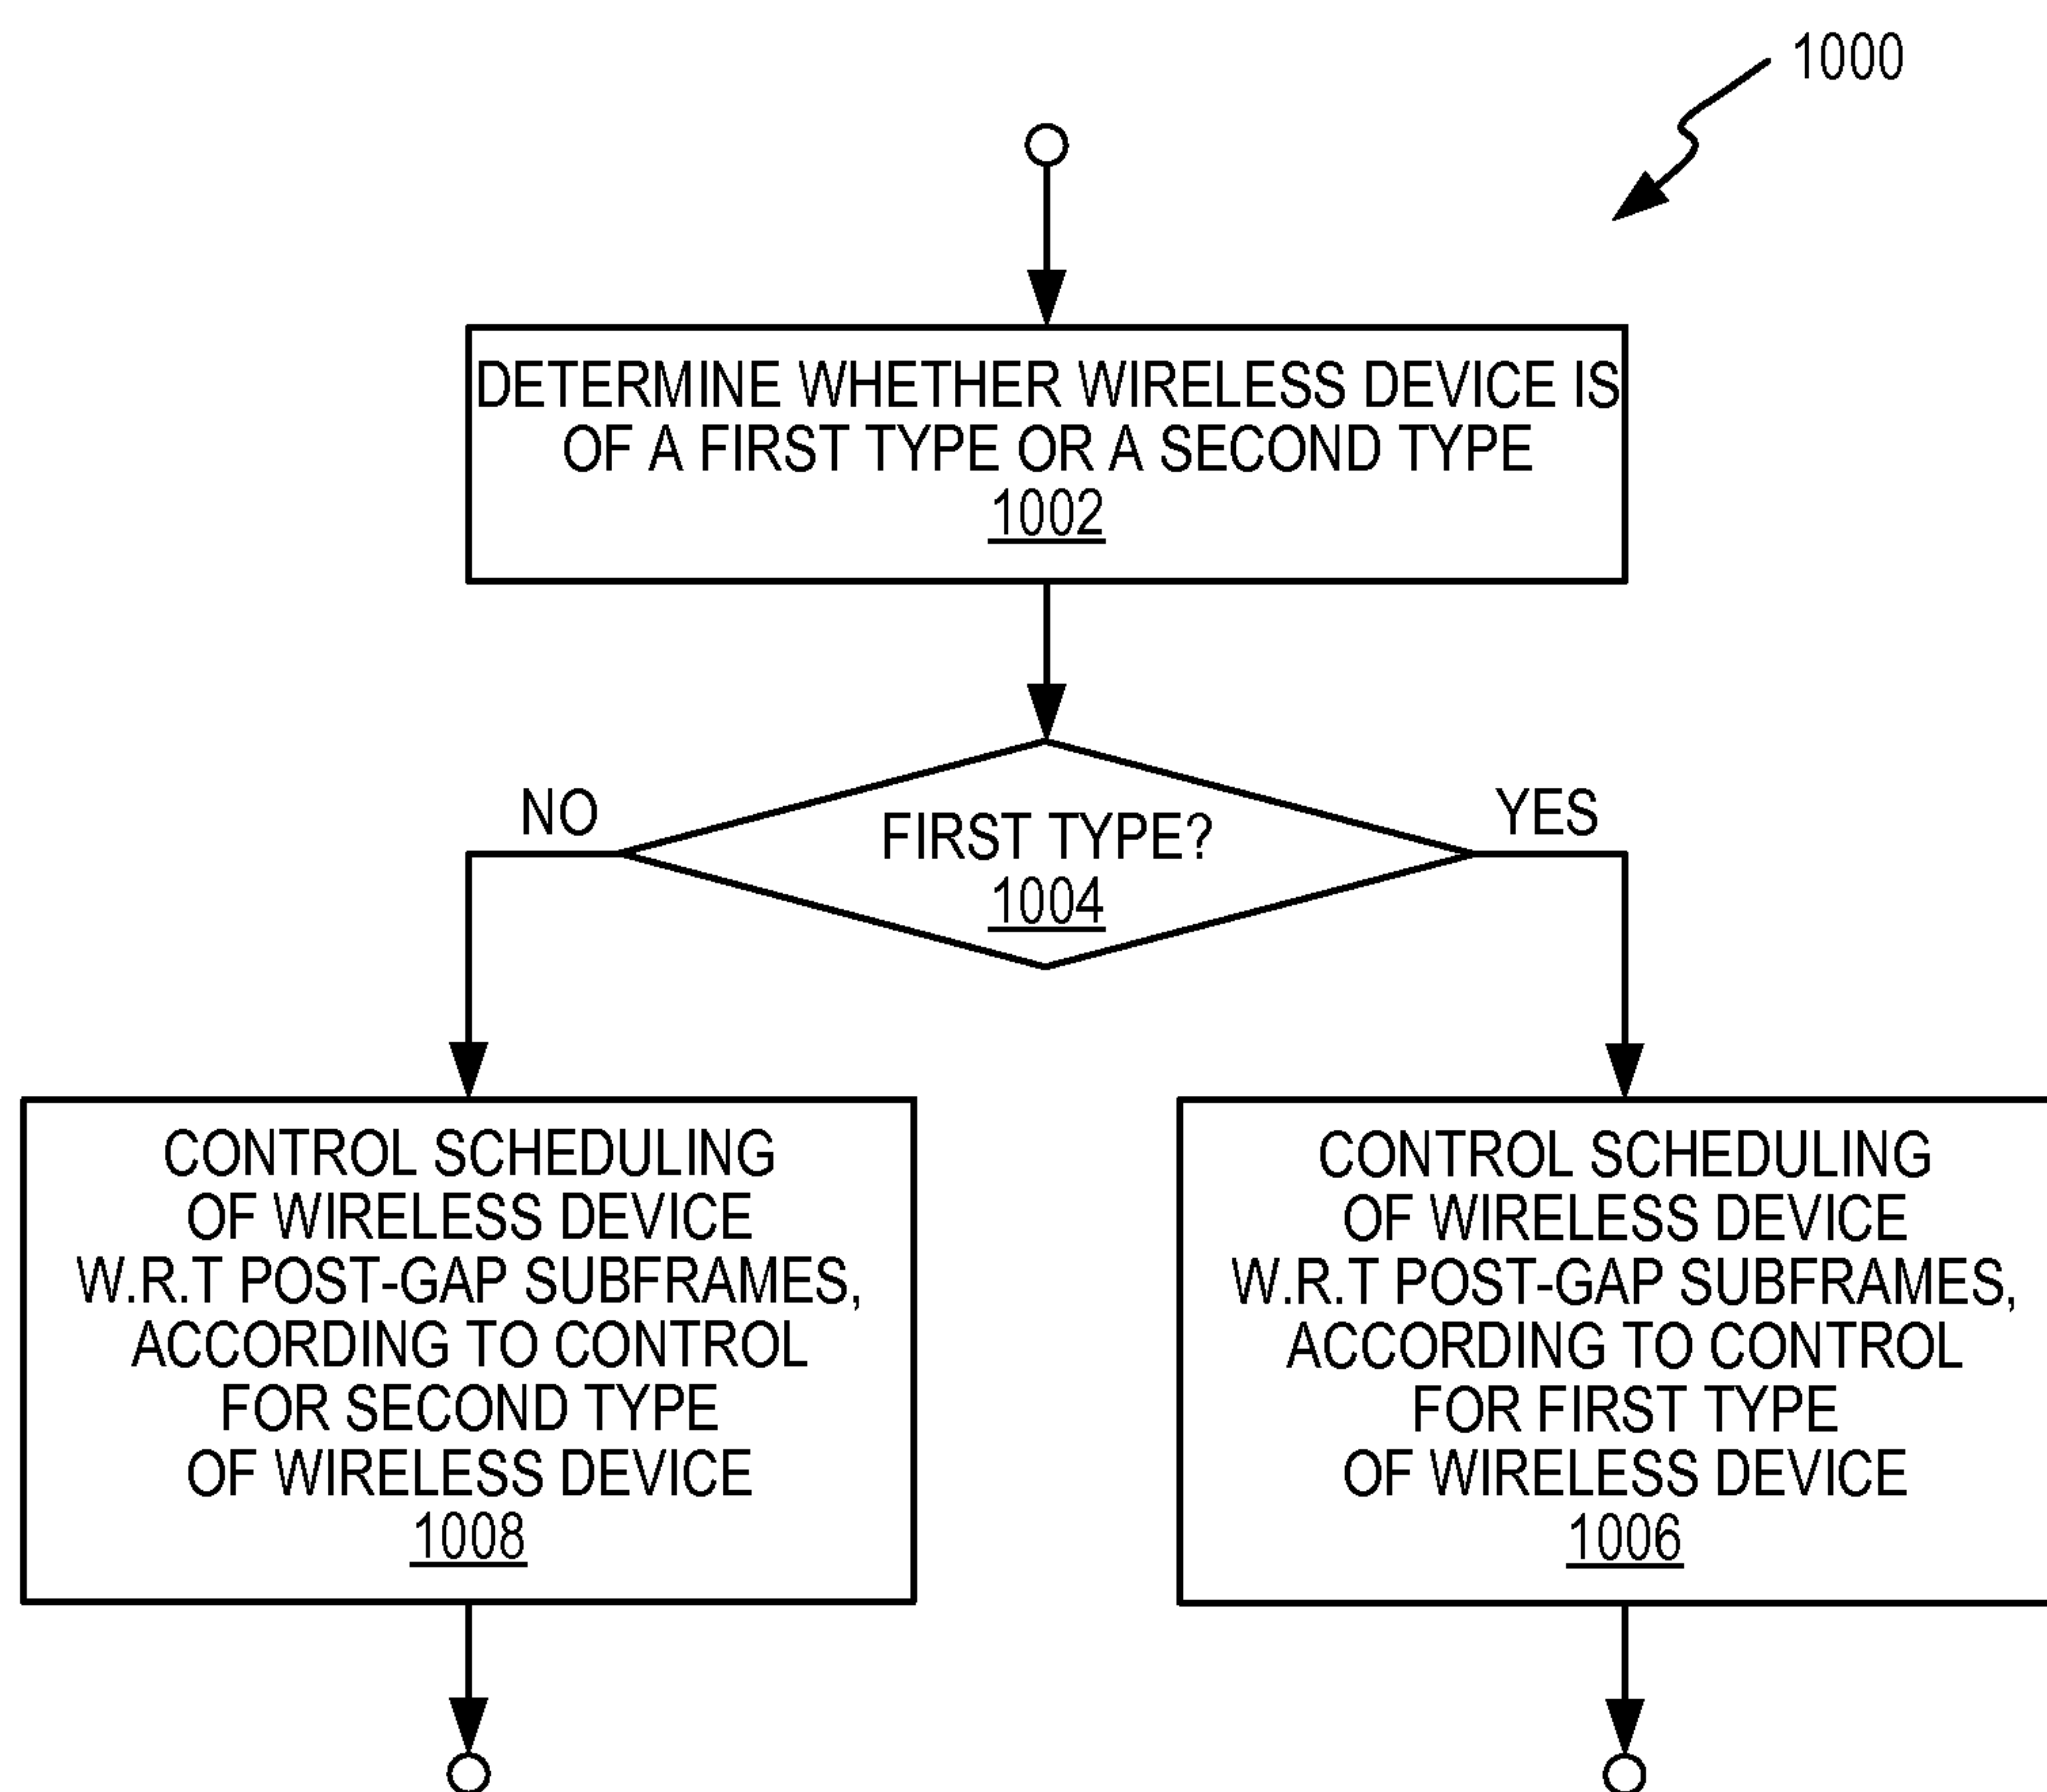 1000
DETERMINE WHETHER WIRELESS DEVICE IS
OF A FIRST TYPE OR A SECOND TYPE
1002
NO
YES
FIRST TYPE?
1004
CONTROL SCHEDULING
OF WIRELESS DEVICE
W.R.T POST-GAP SUBFRAMES,
ACCORDING TO CONTROL
FOR SECOND TYPE
OF WIRELESS DEVICE
1008
CONTROL SCHEDULING
OF WIRELESS DEVICE
W.R.T POST-GAP SUBFRAMES,
ACCORDING TO CONTROL
FOR FIRST TYPE
OF WIRELESS DEVICE
1006